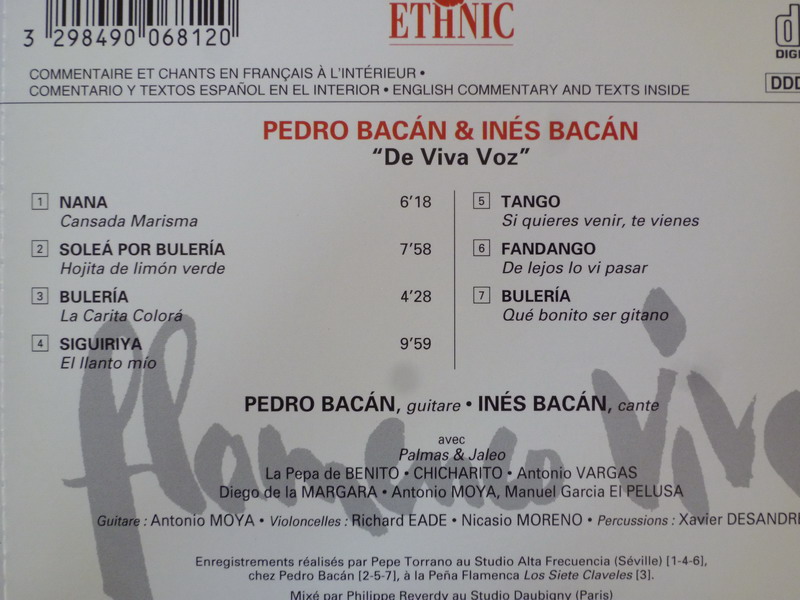 3 298490 068120
ETHNIC
COMMENTAIRE ET CHANTS EN FRANÇAIS À L'INTÉRIEUR •
COMENTARIO Y TEXTOS ESPAÑOL EN EL INTERIOR • ENGLISH COMMENTARY AND TEXTS INSIDE
DDD
PEDRO BACÁN & INÉS BACÁN
“De Viva Voz”
1 NANA 6’18
Cansada Marisma
2 SOLEÁ POR BULERÍA 7’58
Hojita de limón verde
3 BULERÍA 4’28
La Carita Colorá
4 SIGUIRIYA 9’59
El llanto mío
5 TANGO
Si quieres venir, te vienes
6 FANDANGO
De lejos lo vi pasar
7 BULERÍA
Qué bonito ser gitano
flamenco vivo
PEDRO BACÁN, guitare • INÉS BACÁN, cante
avec
Palmas & Jaleo
La Pepa de BENITO • CHICHARITO • Antonio VARGAS
Diego de la MARGARA • Antonio MOYA, Manuel Garcia El PELUSA
Guitare : Antonio MOYA • Violoncelles : Richard EADE • Nicasio MORENO • Percussions : Xavier DESANDRE
Enregistrements réalisés par Pepe Torrano au Studio Alta Frecuencia (Séville) [1-4-6],
chez Pedro Bacán [2-5-7], à la Peña Flamenca Los Siete Claveles [3].
Mixé par Philippe Reverdy au Studio Daubigny (Paris)